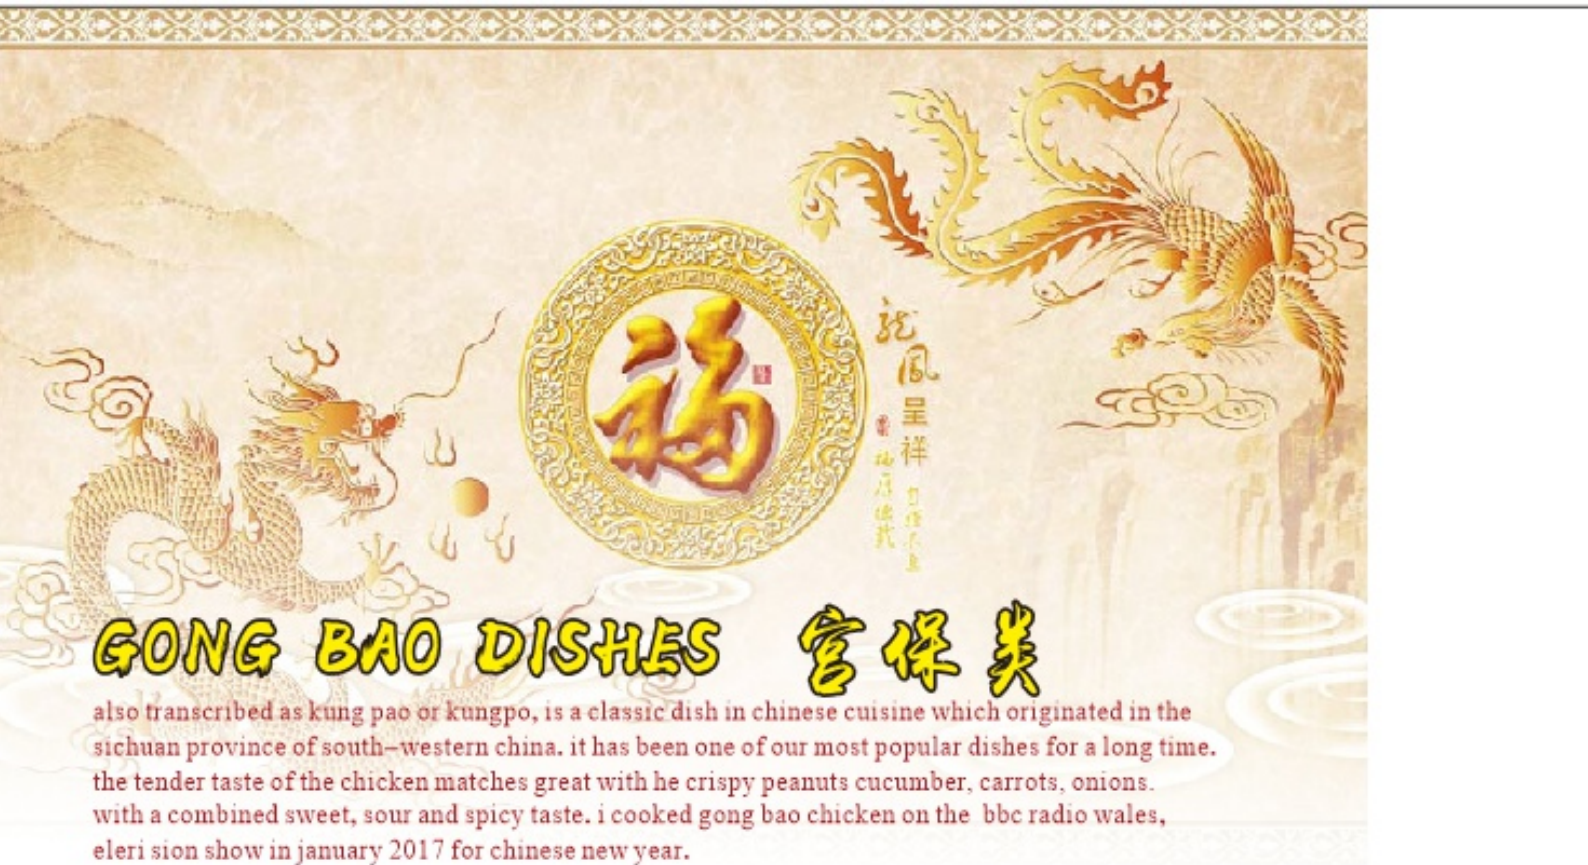 福
龍
鳳
呈
祥
GONG BAO DISHES 宫保类
also transcribed as kung pao or kungpo, is a classic dish in chinese cuisine which originated in the
sichuan province of south–western china. it has been one of our most popular dishes for a long time.
the tender taste of the chicken matches great with he crispy peanuts cucumber, carrots, onions.
with a combined sweet, sour and spicy taste. i cooked gong bao chicken on the bbc radio wales,
eleri sion show in january 2017 for chinese new year.